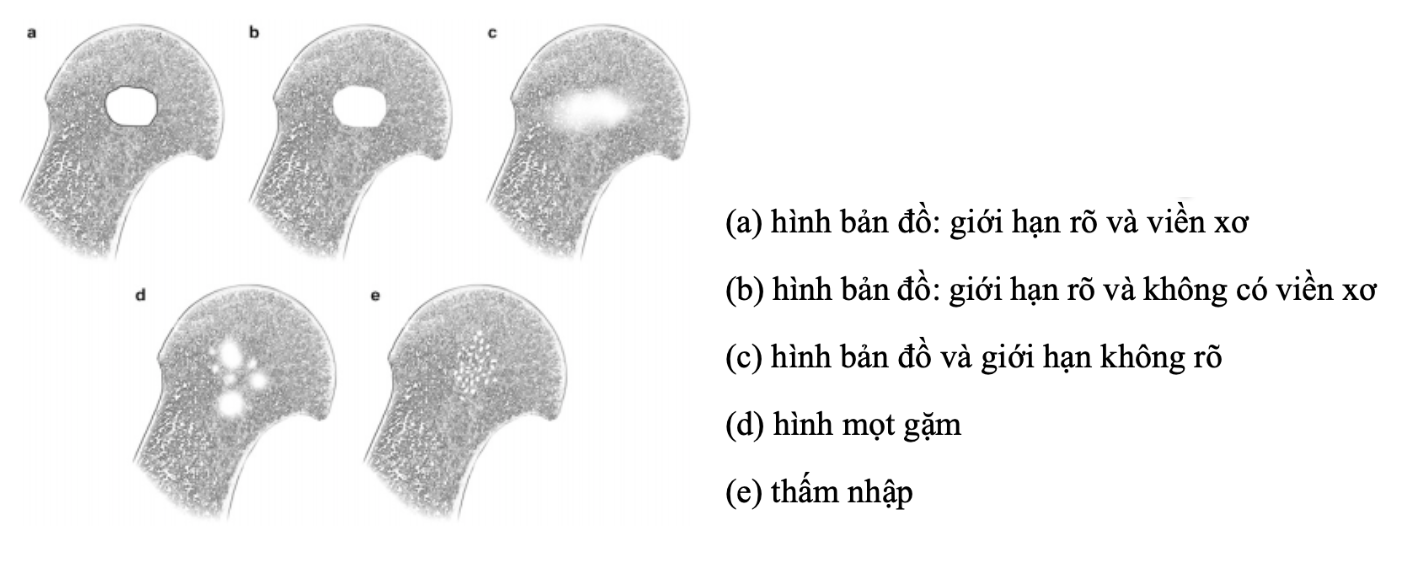 a
b
c
d
e
(a) hình bản đồ: giới hạn rõ và viền xơ
(b) hình bản đồ: giới hạn rõ và không có viền xơ
(c) hình bản đồ và giới hạn không rõ
(d) hình mọt gặm
(e) thấm nhập